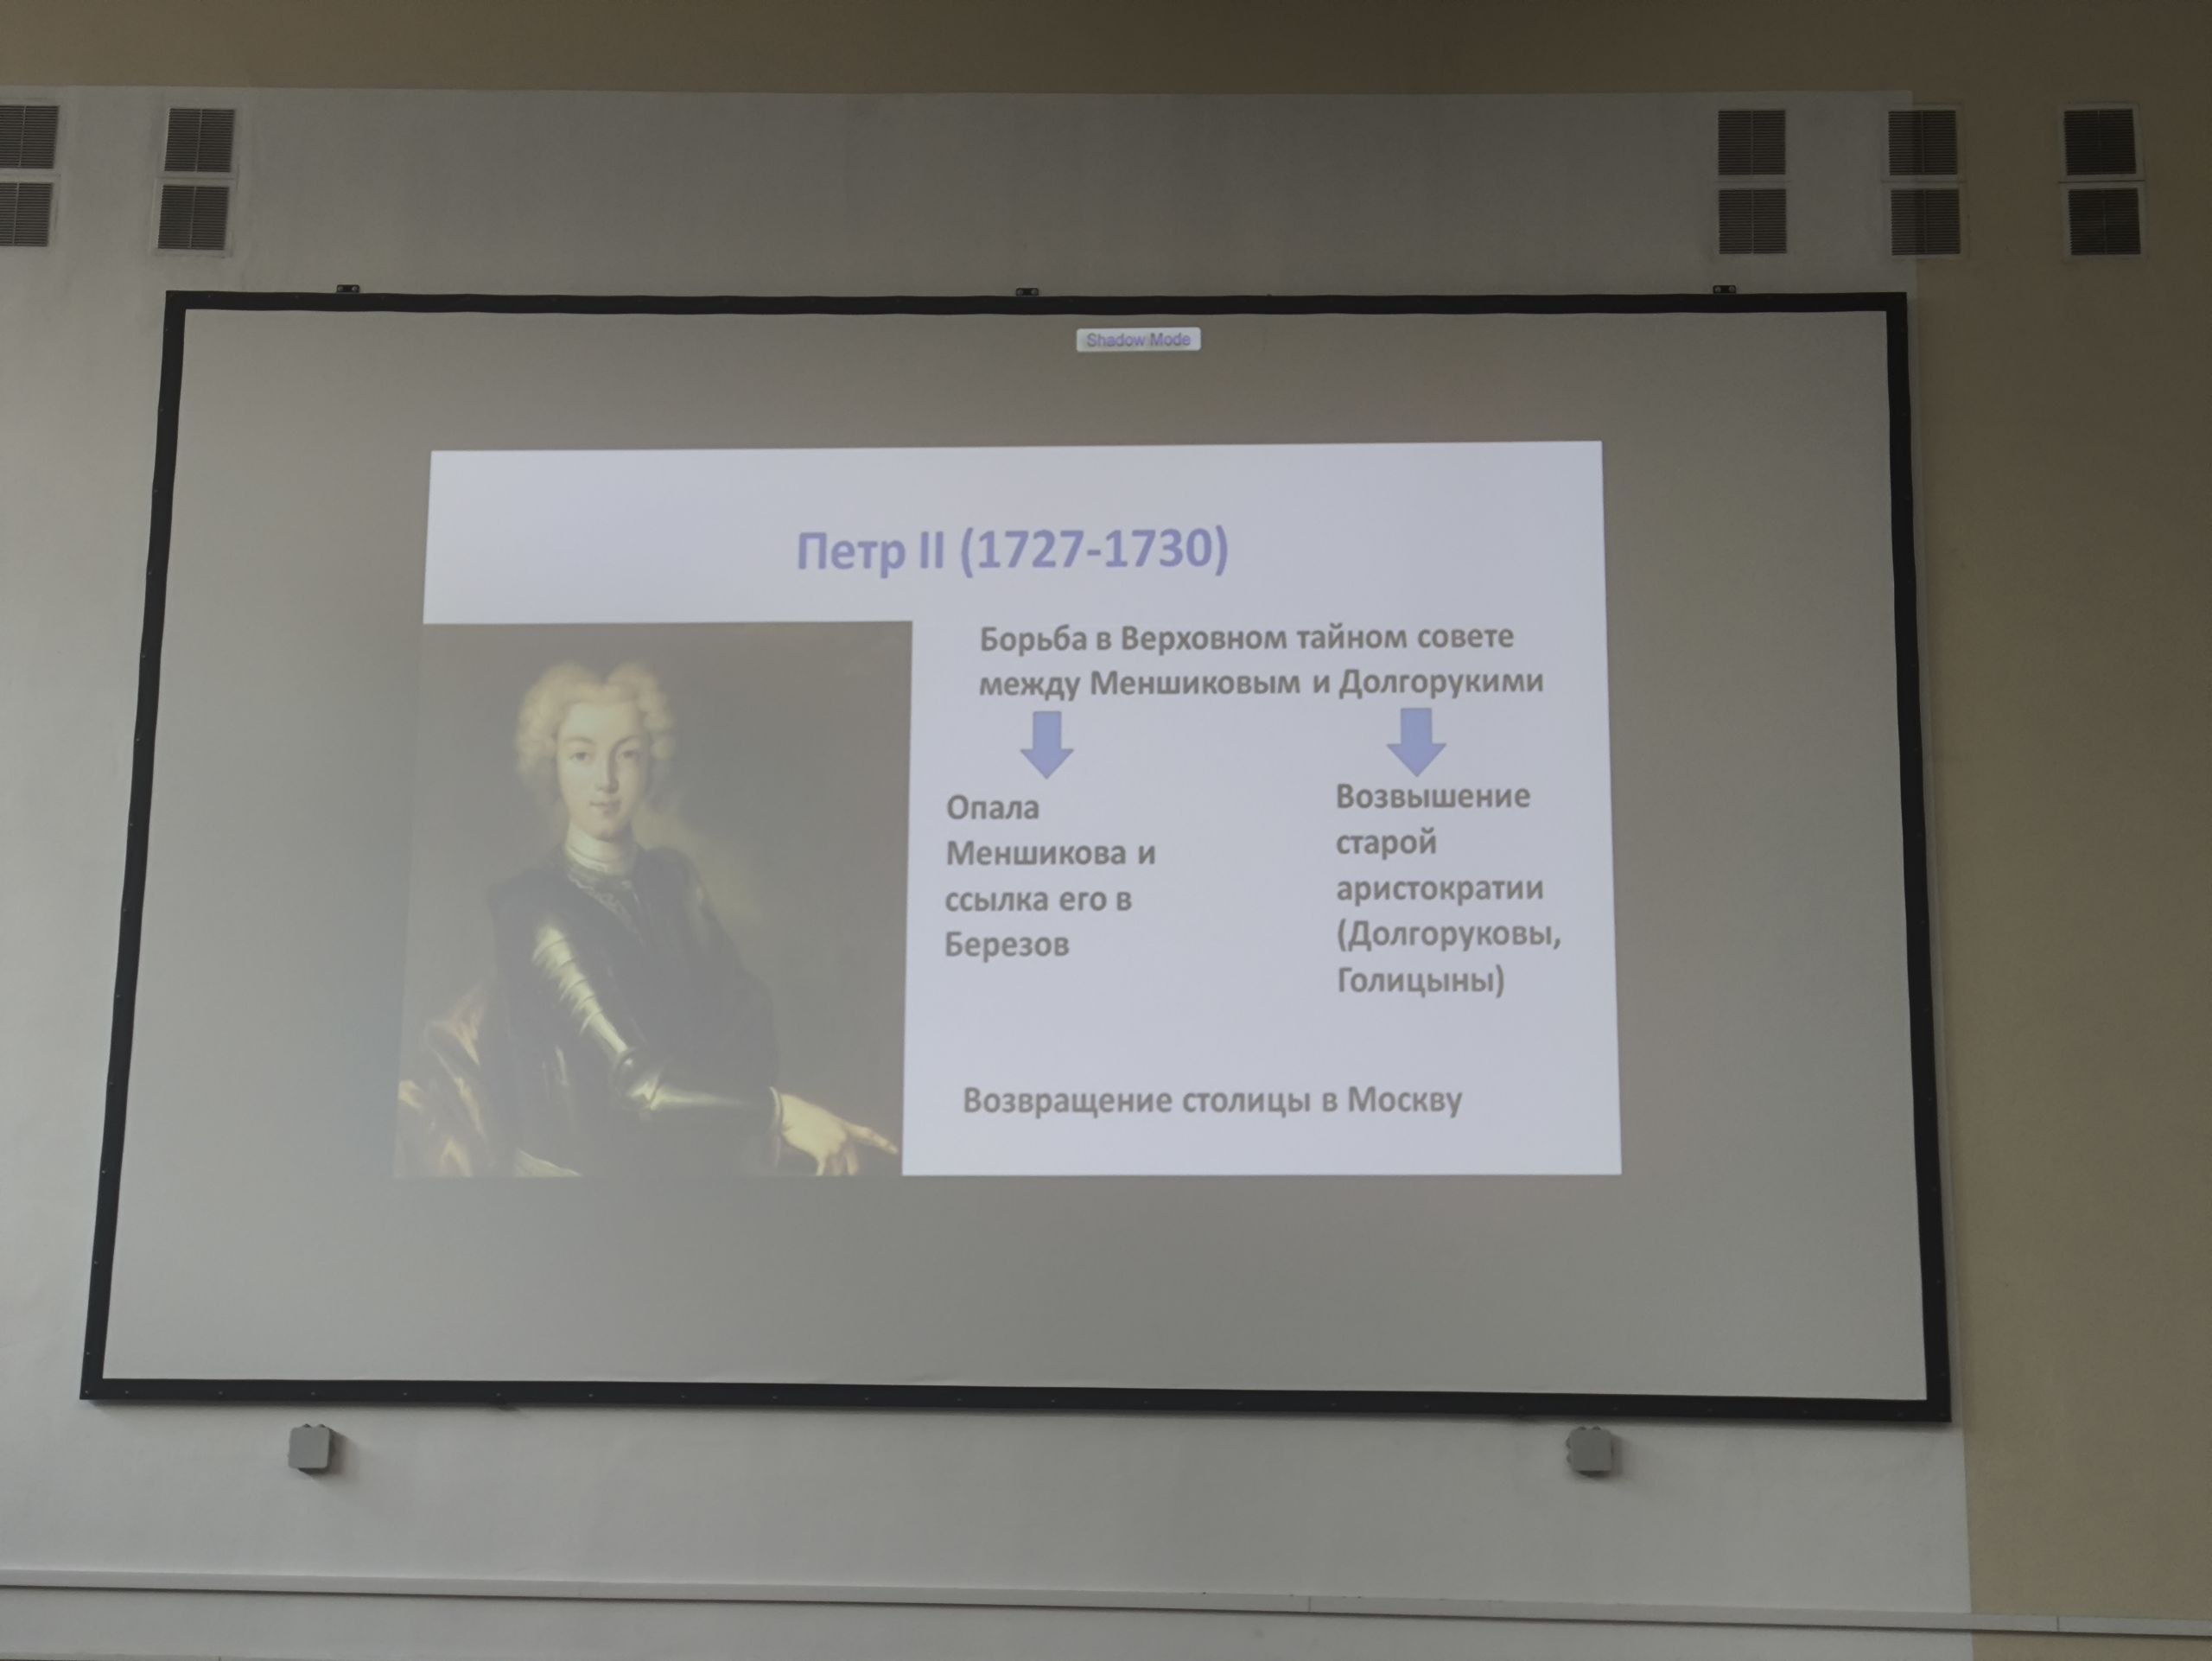 Shadow Mode
Петр II (1727-1730)
Борьба в Верховном тайном совете
между Меншиковым и Долгорукими
Опала
Меншикова и
ссылка его в
Березов
Возвышение
старой
аристократии
(Долгоруковы,
Голицыны)
Возвращение столицы в Москву